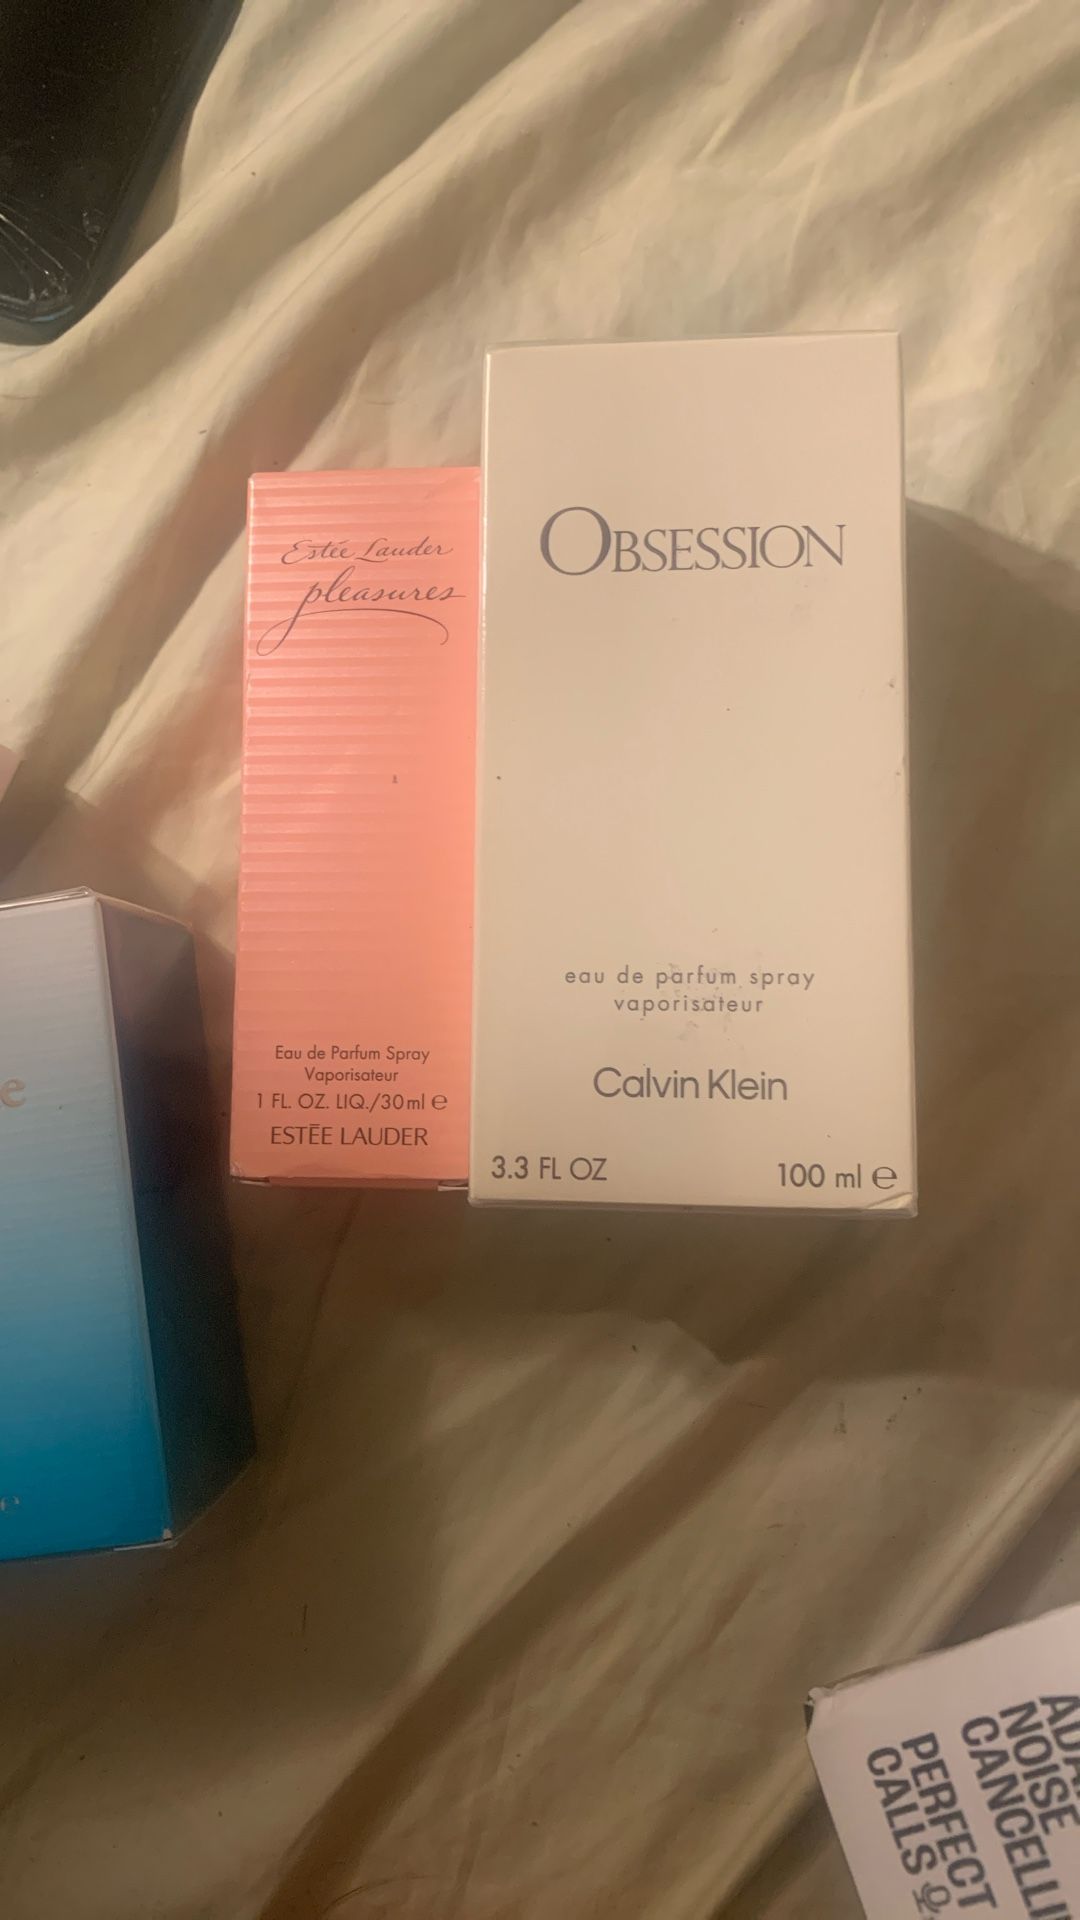 Estée Lauder
pleasures
Eau de Parfum Spray
Vaporisateur
1 FL. OZ. LIQ./30ml ℮
ESTĒE LAUDER
OBSESSION
eau de parfum spray
vaporisateur
Calvin Klein
3.3 FL OZ
100 ml ℮
NOISE
PERFECT
CALLS